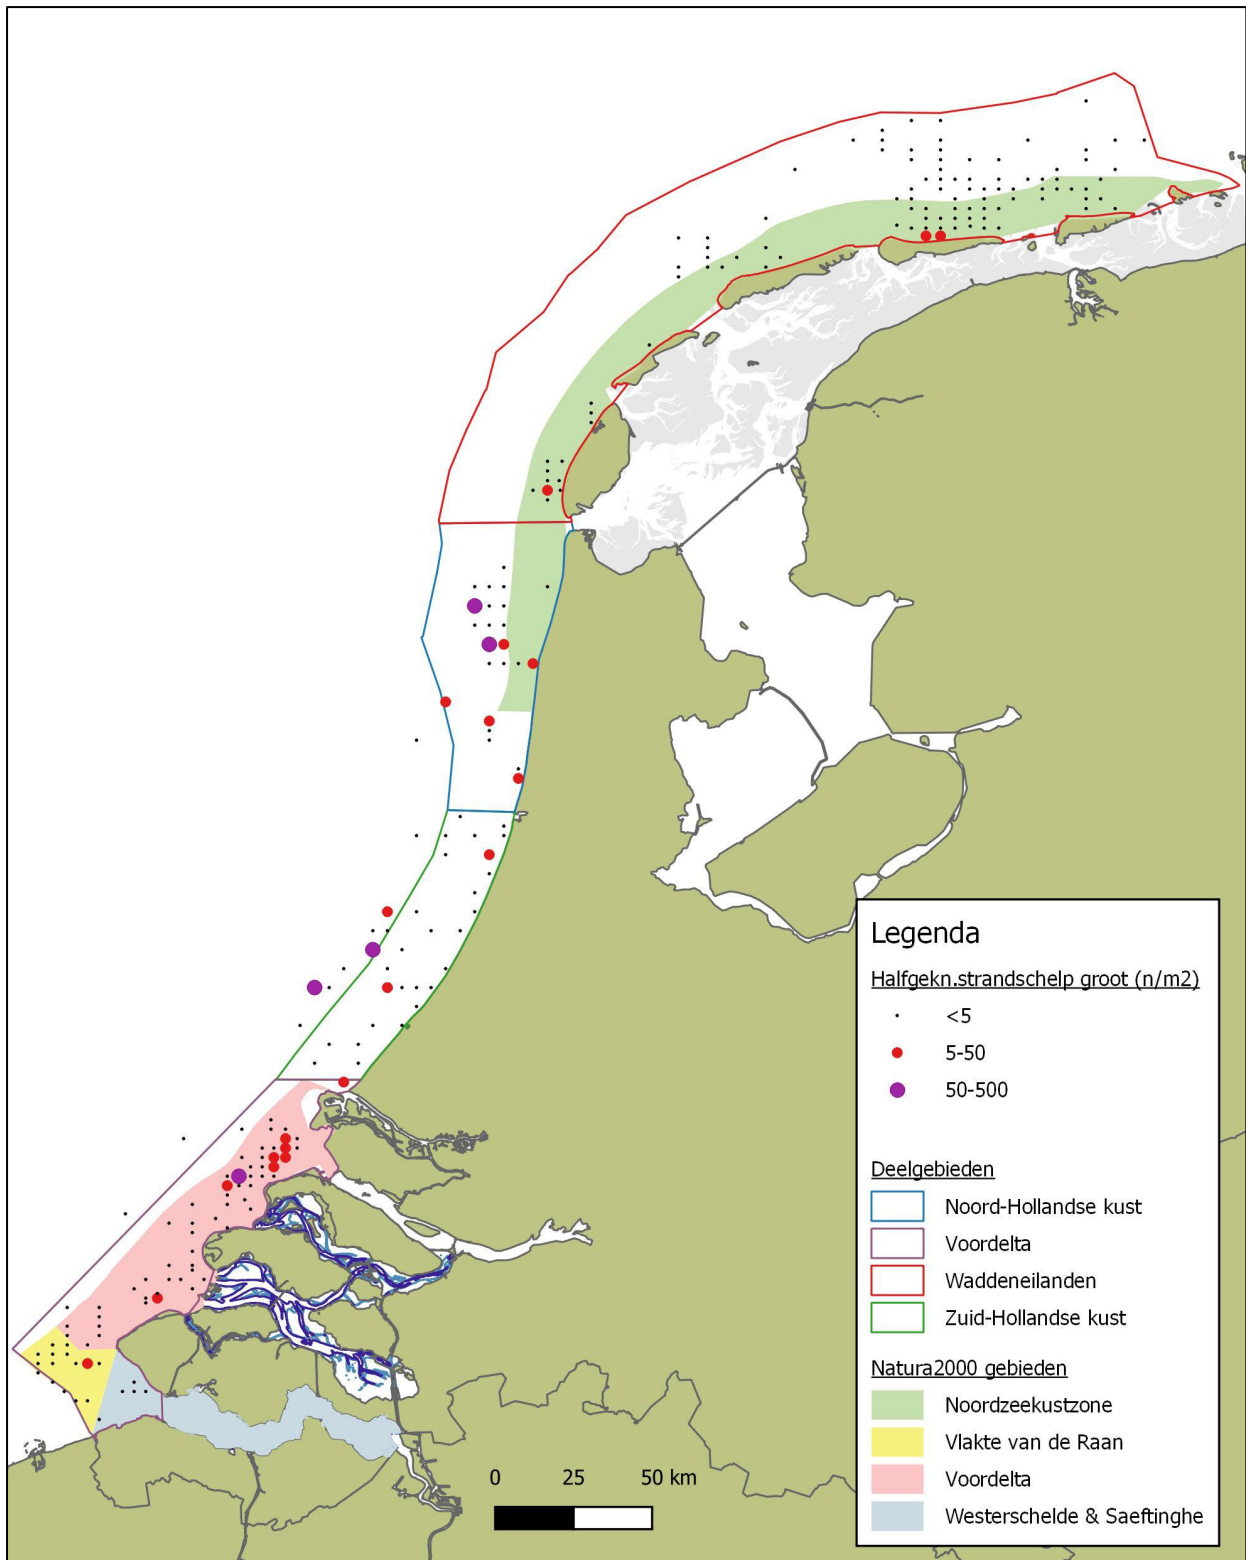 Legenda
Halfgekn.strandschelp groot (n/m2)
<5
5-50
50-500
Deelgebieden
Noord-Hollandse kust
Voordelta
Waddeneilanden
Zuid-Hollandse kust
Natura2000 gebieden
Noordzeekustzone
Vlakte van de Raan
Voordelta
Westerschelde & Saeftinghe
0 25 50 km